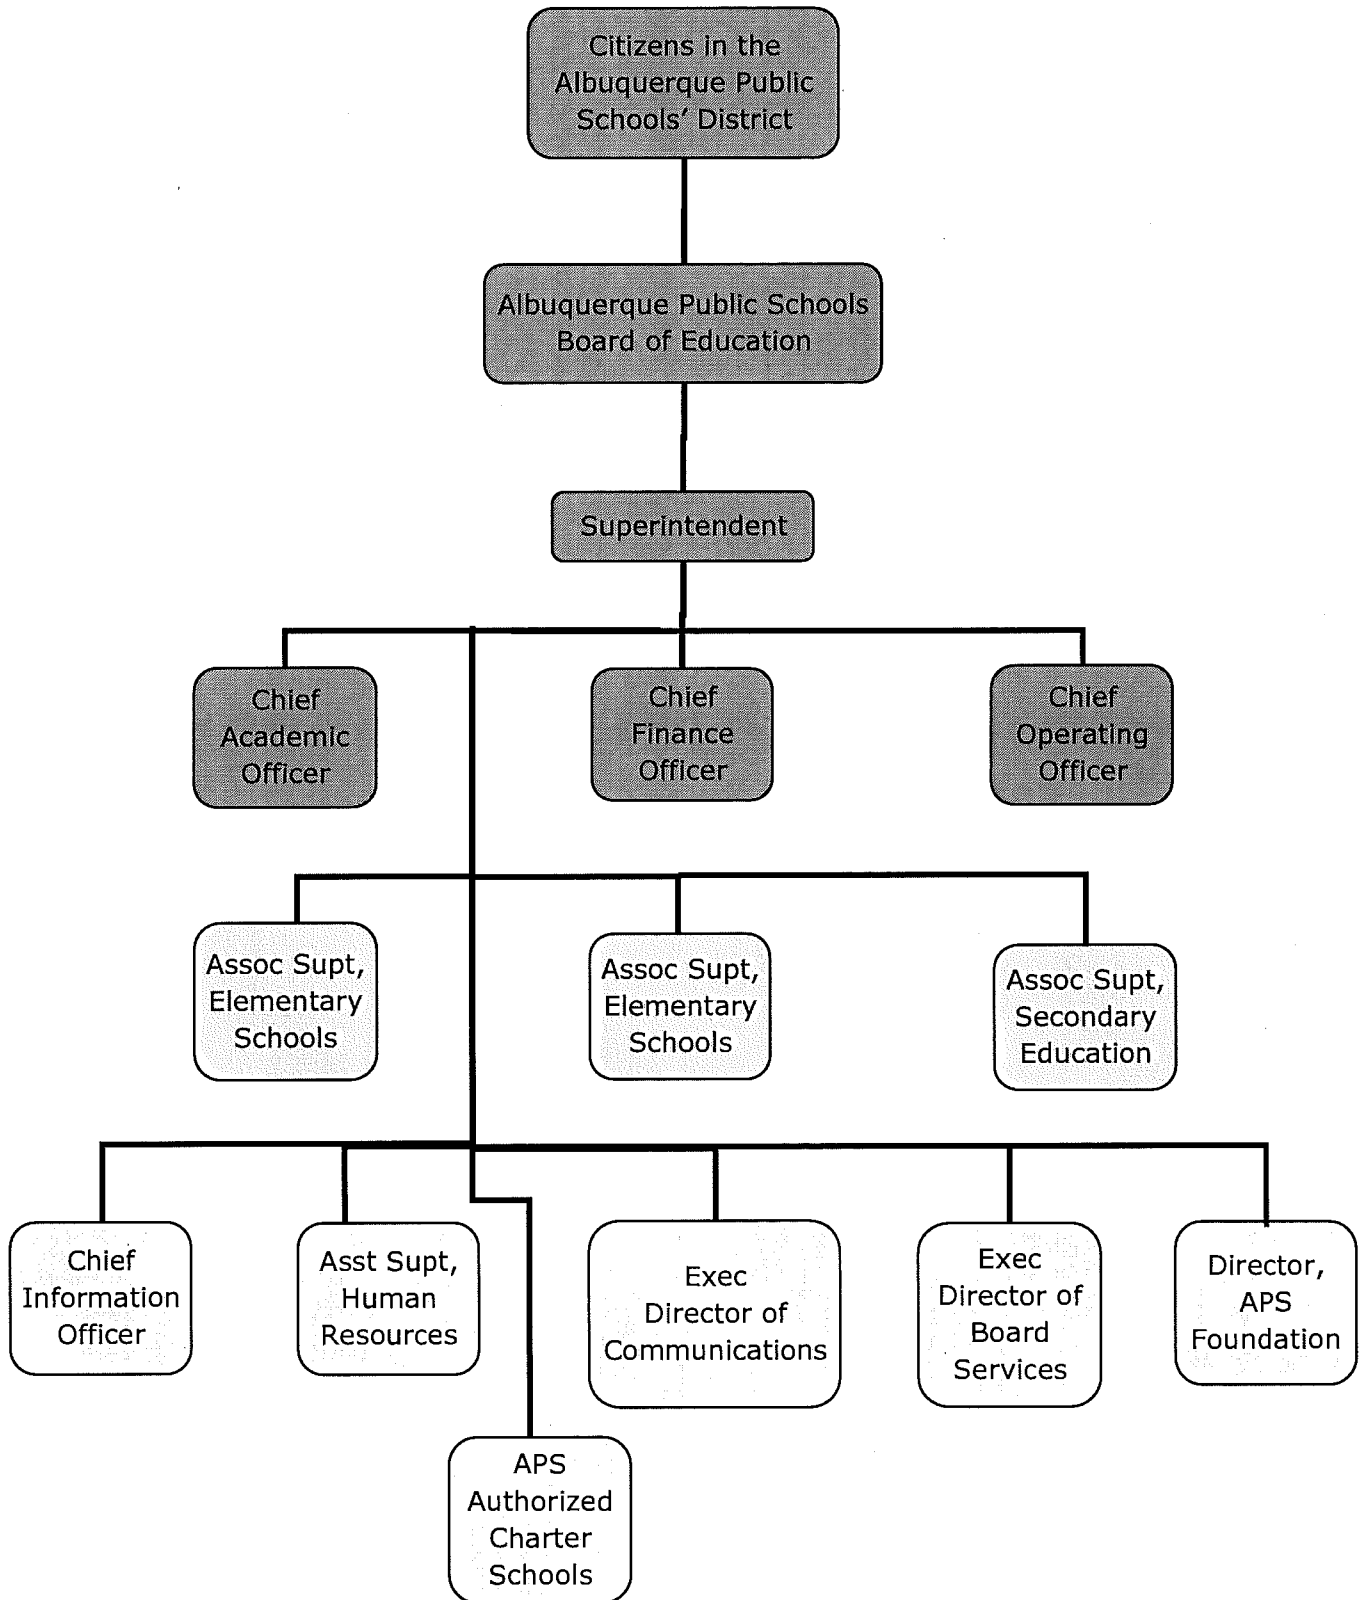 Citizens in the
Albuquerque Public
Schools' District
Albuquerque Public Schools
Board of Education
Superintendent
Chief
Academic
Officer
Chief
Finance
Officer
Chief
Operating
Officer
Assoc Supt,
Elementary
Schools
Assoc Supt,
Elementary
Schools
Assoc Supt,
Secondary
Education
Chief
Information
Officer
Asst Supt,
Human
Resources
Exec
Director of
Communications
Exec
Director of
Board
Services
Director,
APS
Foundation
APS
Authorized
Charter
Schools